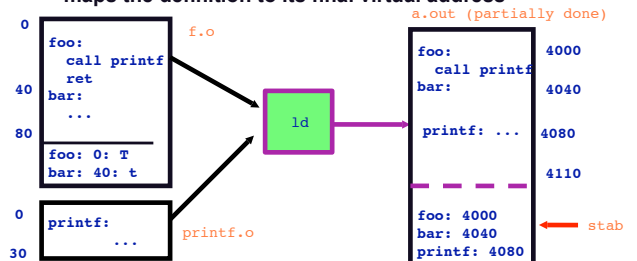 maps the definition to its final virtual address
a.out (partially done)
0
f.o
foo:
call printf
ret
bar:
...
40
80
foo: 0: T
bar: 40: t
ld
foo:
call printf
bar:
printf: ...
4000
4040
4080
4110
foo: 4000
bar: 4040
printf: 4080
stab
0
printf:
...
30
printf.o